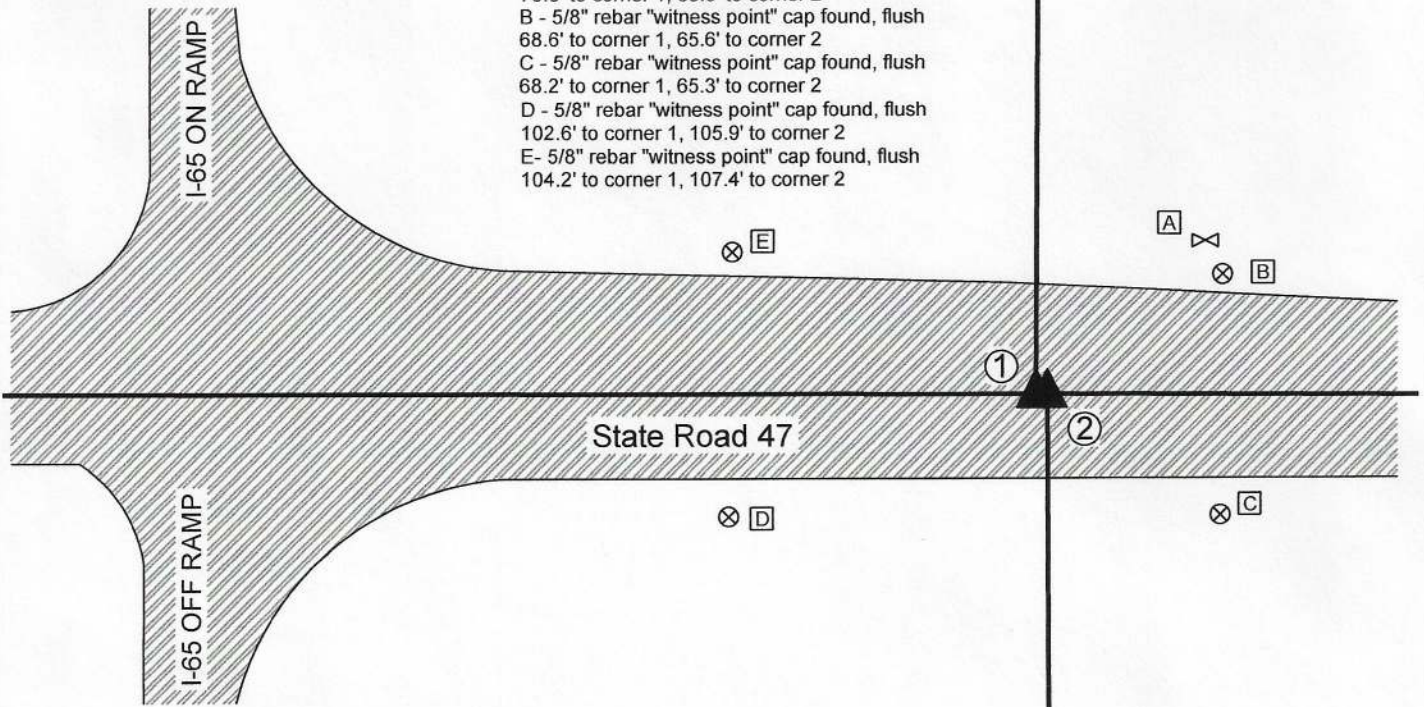 B - 5/8" rebar "witness point" cap found, flush
68.6' to corner 1, 65.6' to corner 2
C - 5/8" rebar "witness point" cap found, flush
68.2' to corner 1, 65.3' to corner 2
D - 5/8" rebar "witness point" cap found, flush
102.6' to corner 1, 105.9' to corner 2
E- 5/8" rebar "witness point" cap found, flush
104.2' to corner 1, 107.4' to corner 2
I-65 ON RAMP
A
E
B
1
2
State Road 47
D
C
I-65 OFF RAMP